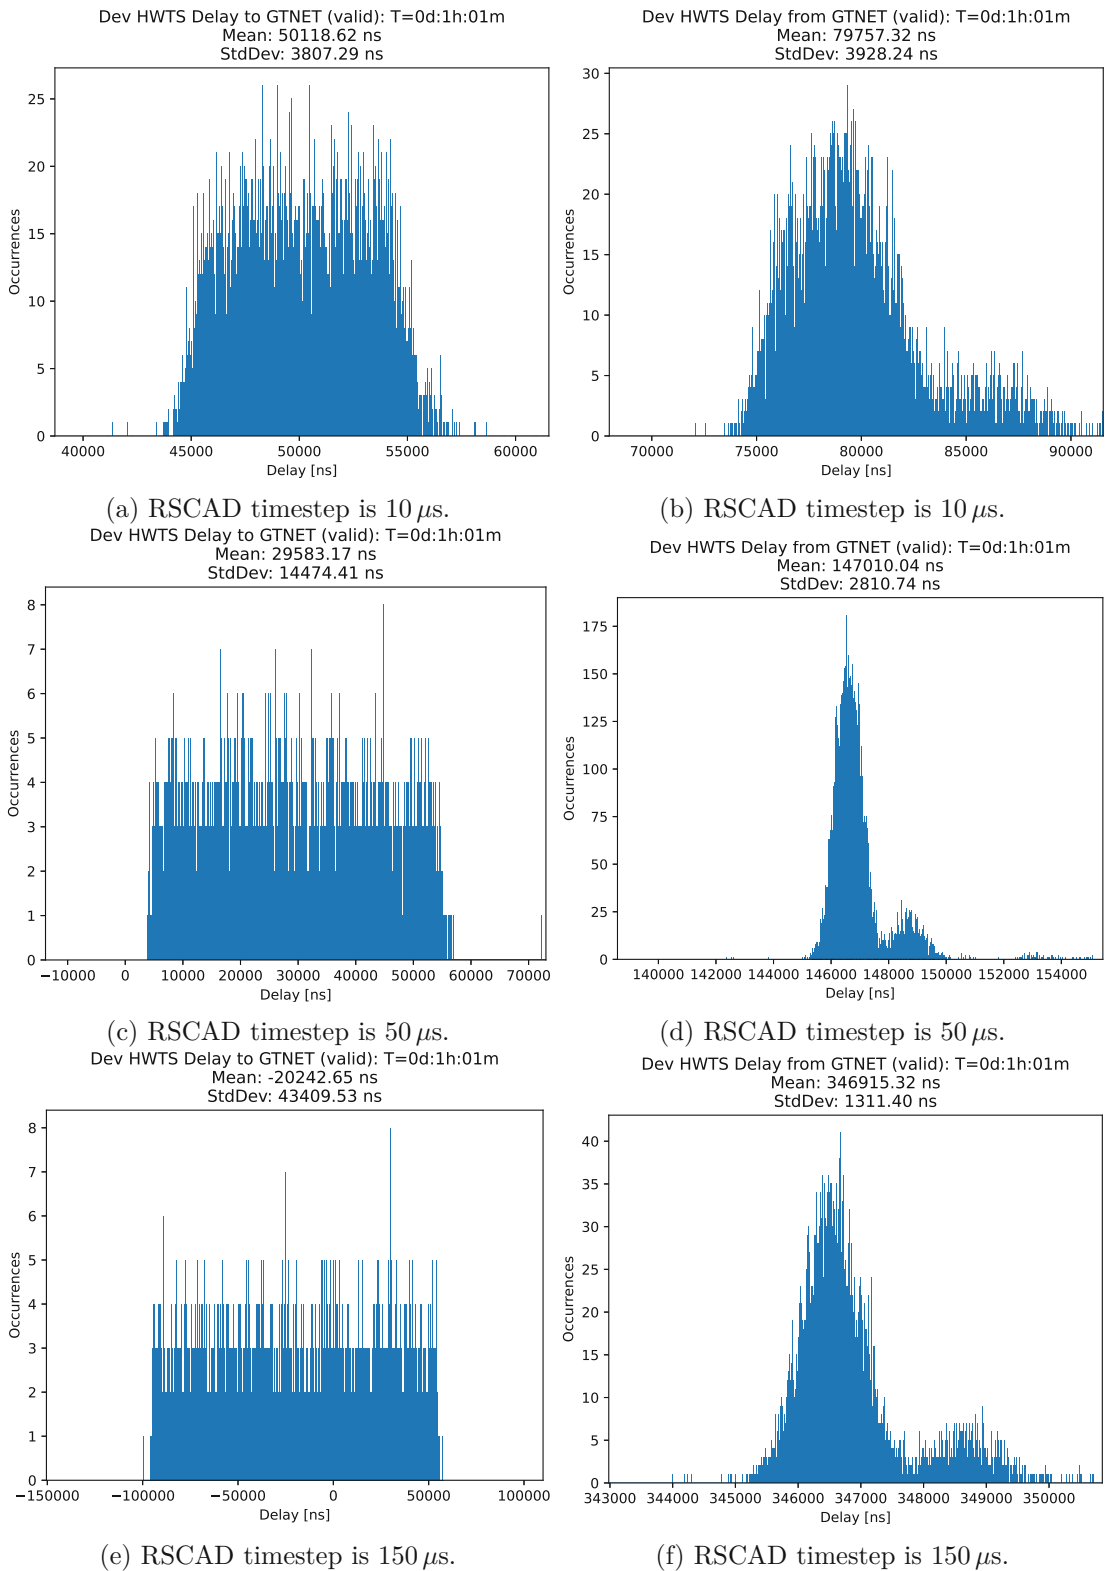 Dev HWTS Delay to GTNET (valid): T=0d:1h:01m
Mean: 50118.62 ns
StdDev: 3807.29 ns
25
20
15
10
5
0
Occurrences
40000 45000 50000 55000 60000
Delay [ns]
(a) RSCAD timestep is 10 μs.
Dev HWTS Delay from GTNET (valid): T=0d:1h:01m
Mean: 79757.32 ns
StdDev: 3928.24 ns
30
25
20
15
10
5
0
Occurrences
70000 75000 80000 85000 90000
Delay [ns]
(b) RSCAD timestep is 10 μs.
Dev HWTS Delay to GTNET (valid): T=0d:1h:01m
Mean: 29583.17 ns
StdDev: 14474.41 ns
8
7
6
5
4
3
2
1
0
Occurrences
−10000 0 10000 20000 30000 40000 50000 60000 70000
Delay [ns]
(c) RSCAD timestep is 50 μs.
Dev HWTS Delay from GTNET (valid): T=0d:1h:01m
Mean: 147010.04 ns
StdDev: 2810.74 ns
175
150
125
100
75
50
25
0
Occurrences
140000 142000 144000 146000 148000 150000 152000 154000
Delay [ns]
(d) RSCAD timestep is 50 μs.
Dev HWTS Delay to GTNET (valid): T=0d:1h:01m
Mean: -20242.65 ns
StdDev: 43409.53 ns
8
7
6
5
4
3
2
1
0
Occurrences
−150000 −100000 −50000 0 50000 100000
Delay [ns]
(e) RSCAD timestep is 150 μs.
Dev HWTS Delay from GTNET (valid): T=0d:1h:01m
Mean: 346915.32 ns
StdDev: 1311.40 ns
40
35
30
25
20
15
10
5
0
Occurrences
343000 344000 345000 346000 347000 348000 349000 350000
Delay [ns]
(f) RSCAD timestep is 150 μs.